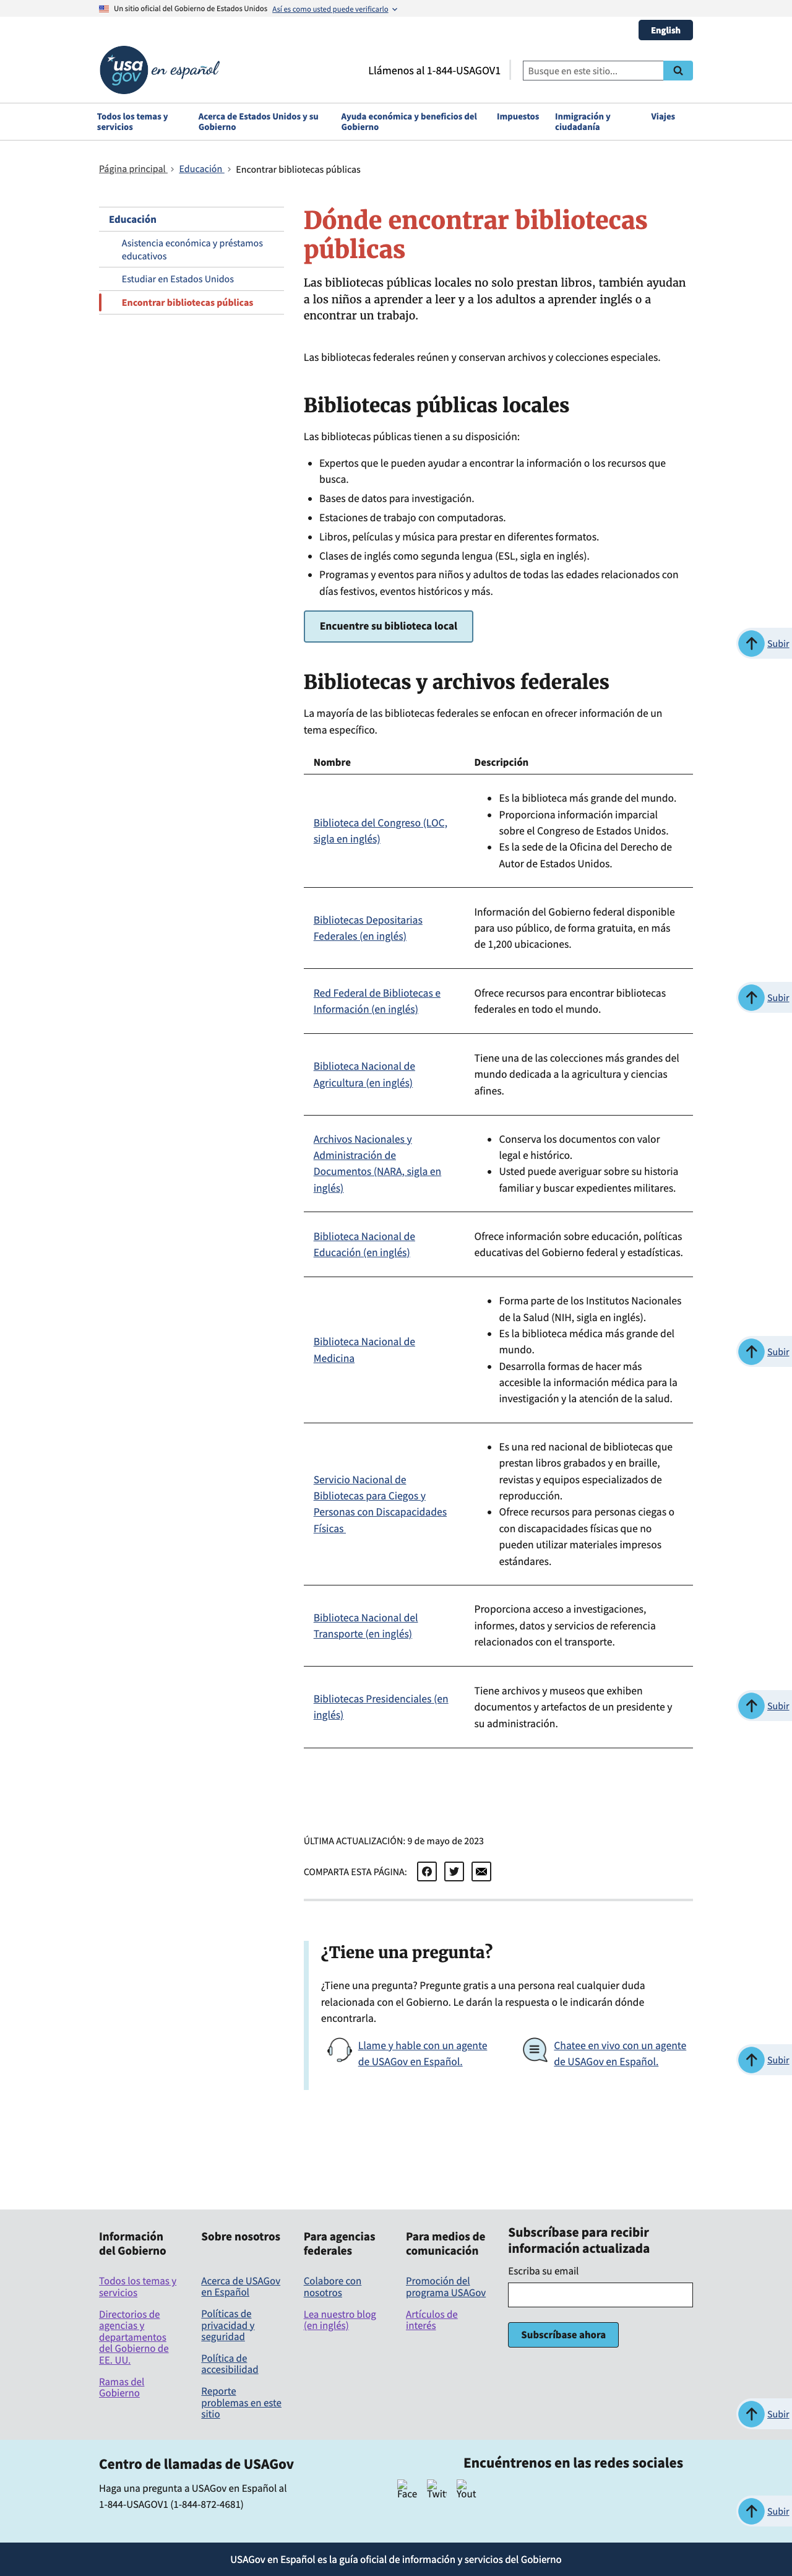 Un sitio oficial del Gobierno de Estados Unidos Así es como usted puede verificarlo
English
usa gov en español
Llámenos al 1-844-USAGOV1
Busque en este sitio...
Todos los temas y servicios
Acerca de Estados Unidos y su Gobierno
Ayuda económica y beneficios del Gobierno
Impuestos
Inmigración y ciudadanía
Viajes
Página principal > Educación > Encontrar bibliotecas públicas
Educación
Asistencia económica y préstamos
educativos
Estudiar en Estados Unidos
Encontrar bibliotecas públicas
Dónde encontrar bibliotecas
públicas
Las bibliotecas públicas locales no solo prestan libros, también ayudan
a los niños a aprender a leer y a los adultos a aprender inglés o a
encontrar un trabajo.
Las bibliotecas federales reúnen y conservan archivos y colecciones especiales.
Bibliotecas públicas locales
Las bibliotecas públicas tienen a su disposición:
• Expertos que le pueden ayudar a encontrar la información o los recursos que
busca.
• Bases de datos para investigación.
• Estaciones de trabajo con computadoras.
• Libros, películas y música para prestar en diferentes formatos.
• Clases de inglés como segunda lengua (ESL, sigla en inglés).
• Programas y eventos para niños y adultos de todas las edades relacionados con
días festivos, eventos históricos y más.
Encuentre su biblioteca local
Subir
Bibliotecas y archivos federales
La mayoría de las bibliotecas federales se enfocan en ofrecer información de un
tema específico.
Nombre
Descripción
Biblioteca del Congreso (LOC,
sigla en inglés)
• Es la biblioteca más grande del mundo.
• Proporciona información imparcial
sobre el Congreso de Estados Unidos.
• Es la sede de la Oficina del Derecho de
Autor de Estados Unidos.
Bibliotecas Depositarias
Federales (en inglés)
Información del Gobierno federal disponible
para uso público, de forma gratuita, en más
de 1,200 ubicaciones.
Red Federal de Bibliotecas e
Información (en inglés)
Ofrece recursos para encontrar bibliotecas
federales en todo el mundo.
Subir
Biblioteca Nacional de
Agricultura (en inglés)
Tiene una de las colecciones más grandes del
mundo dedicada a la agricultura y ciencias
afines.
Archivos Nacionales y
Administración de
Documentos (NARA, sigla en
inglés)
• Conserva los documentos con valor
legal e histórico.
• Usted puede averiguar sobre su historia
familiar y buscar expedientes militares.
Biblioteca Nacional de
Educación (en inglés)
Ofrece información sobre educación, políticas
educativas del Gobierno federal y estadísticas.
Biblioteca Nacional de
Medicina
• Forma parte de los Institutos Nacionales
de la Salud (NIH, sigla en inglés).
• Es la biblioteca médica más grande del
mundo.
• Desarrolla formas de hacer más
accesible la información médica para la
investigación y la atención de la salud.
Subir
Servicio Nacional de
Bibliotecas para Ciegos y
Personas con Discapacidades
Físicas
• Es una red nacional de bibliotecas que
prestan libros grabados y en braille,
revistas y equipos especializados de
reproducción.
• Ofrece recursos para personas ciegas o
con discapacidades físicas que no
pueden utilizar materiales impresos
estándares.
Biblioteca Nacional del
Transporte (en inglés)
Proporciona acceso a investigaciones,
informes, datos y servicios de referencia
relacionados con el transporte.
Bibliotecas Presidenciales (en
inglés)
Tiene archivos y museos que exhiben
documentos y artefactos de un presidente y
su administración.
Subir
ÚLTIMA ACTUALIZACIÓN: 9 de mayo de 2023
COMPARTA ESTA PÁGINA:
¿Tiene una pregunta?
¿Tiene una pregunta? Pregunte gratis a una persona real cualquier duda
relacionada con el Gobierno. Le darán la respuesta o le indicarán dónde
encontrarla.
Llame y hable con un agente
de USAGov en Español.
Chatee en vivo con un agente
de USAGov en Español.
Subir
Información
del Gobierno
Todos los temas y
servicios
Directorios de
agencias y
departamentos
del Gobierno de
EE. UU.
Ramas del
Gobierno
Sobre nosotros
Acerca de USAGov
en Español
Políticas de
privacidad y
seguridad
Política de
accesibilidad
Reporte
problemas en este
sitio
Para agencias
federales
Colabore con
nosotros
Lea nuestro blog
(en inglés)
Para medios de
comunicación
Promoción del
programa USAGov
Artículos de
interés
Subscríbase para recibir
información actualizada
Escriba su email
Subscríbase ahora
Subir
Centro de llamadas de USAGov
Haga una pregunta a USAGov en Español al
1-844-USAGOV1 (1-844-872-4681)
Encuéntrenos en las redes sociales
Face Twit Yout
Subir
USAGov en Español es la guía oficial de información y servicios del Gobierno